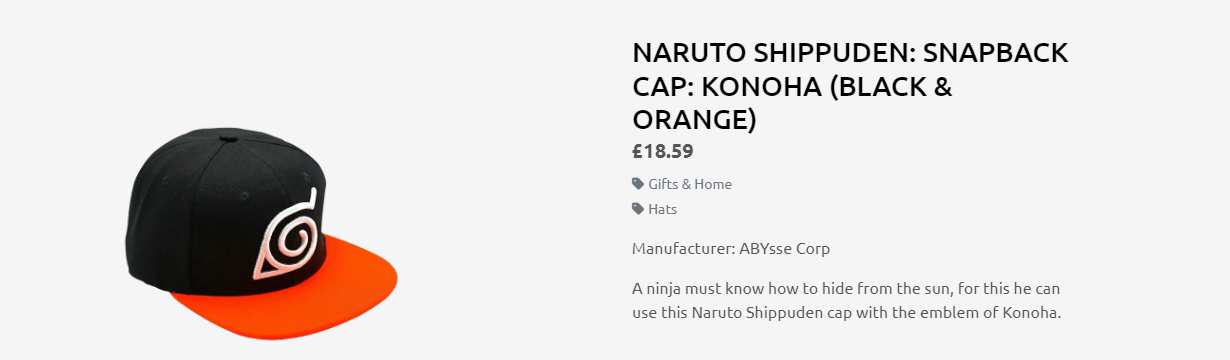 NARUTO SHIPPUDEN: SNAPBACK
CAP: KONOHA (BLACK &
ORANGE)
£18.59
Gifts & Home
Hats
Manufacturer: ABYsse Corp
A ninja must know how to hide from the sun, for this he can
use this Naruto Shippuden cap with the emblem of Konoha.